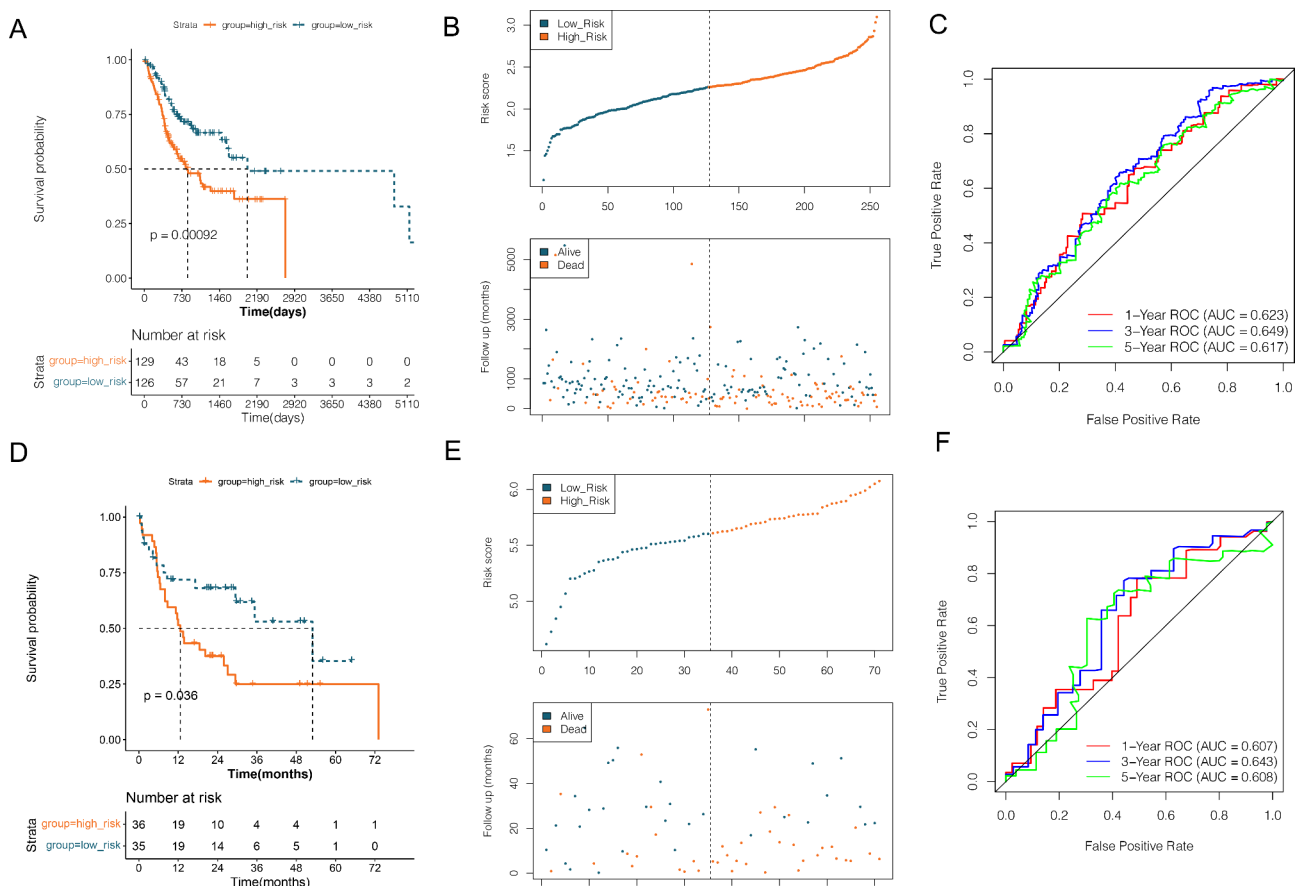 A
Strata group=high_risk group=low_risk
Survival probability
1.00
0.75
0.50
0.25
0.00
p = 0.00092
0 730 1460 2190 2920 3650 4380 5110
Time(days)
Number at risk
Strata
group=high_risk 129 43 18 5 0 0 0 0
group=low_risk 126 57 21 7 3 3 3 2
0 730 1460 2190 2920 3650 4380 5110
Time(days)
B
Low_Risk
High_Risk
Risk score
3.0
2.5
2.0
1.5
0 50 100 150 200 250
Alive
Dead
Follow up (months)
5000
3000
1000
0
C
True Positive Rate
1.0
0.8
0.6
0.4
0.2
0.0
1-Year ROC (AUC = 0.623)
3-Year ROC (AUC = 0.649)
5-Year ROC (AUC = 0.617)
0.0 0.2 0.4 0.6 0.8 1.0
False Positive Rate
D
Strata group=high_risk group=low_risk
Survival probability
1.00
0.75
0.50
0.25
0.00
p = 0.036
0 12 24 36 48 60 72
Time(months)
Number at risk
Strata
group=high_risk 36 19 10 4 4 1 1
group=low_risk 35 19 14 6 5 1 0
0 12 24 36 48 60 72
Time(months)
E
Low_Risk
High_Risk
Risk score
6.0
5.5
5.0
0 10 20 30 40 50 60 70
Alive
Dead
Follow up (months)
60
40
20
0
F
True Positive Rate
1.0
0.8
0.6
0.4
0.2
0.0
1-Year ROC (AUC = 0.607)
3-Year ROC (AUC = 0.643)
5-Year ROC (AUC = 0.608)
0.0 0.2 0.4 0.6 0.8 1.0
False Positive Rate